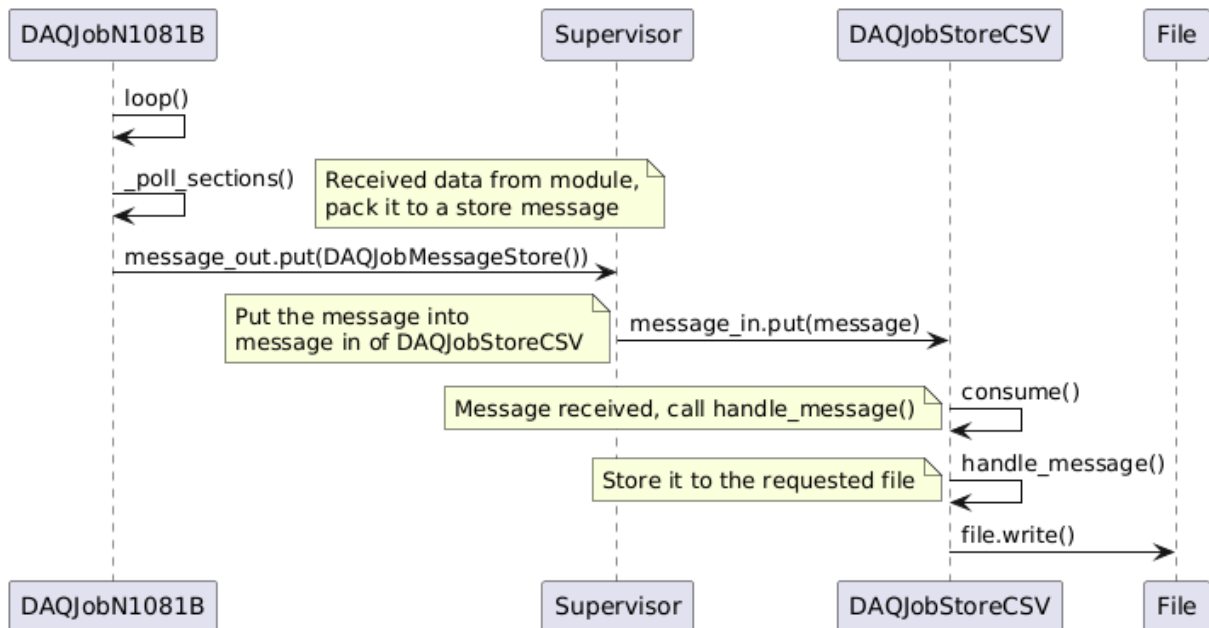 DAQJobN1081B
Supervisor
DAQJobStoreCSV
File
loop()
_poll_sections()
Received data from module,
pack it to a store message
message_out.put(DAQJobMessageStore())
Put the message into
message in of DAQJobStoreCSV
message_in.put(message)
consume()
Message received, call handle_message()
handle_message()
Store it to the requested file
file.write()
DAQJobN1081B
Supervisor
DAQJobStoreCSV
File